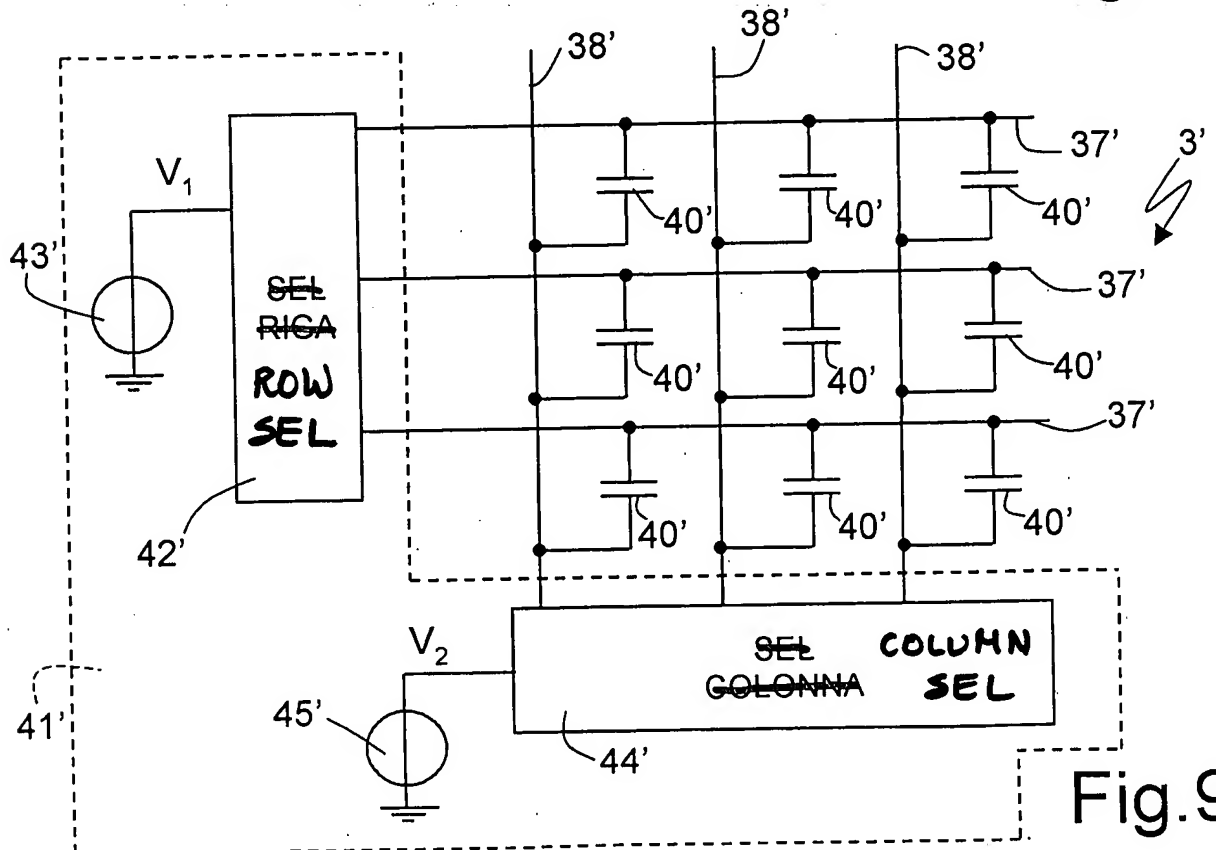 38' 38' 38'
37'
3'
V₁
40' 40' 40'
43'
37'
SEL
RIGA
ROW
SEL
40' 40' 40'
37'
42'
40' 40' 40'
V₂
SEL COLUMN
COLONNA SEL
41'
45'
44'
Fig.9